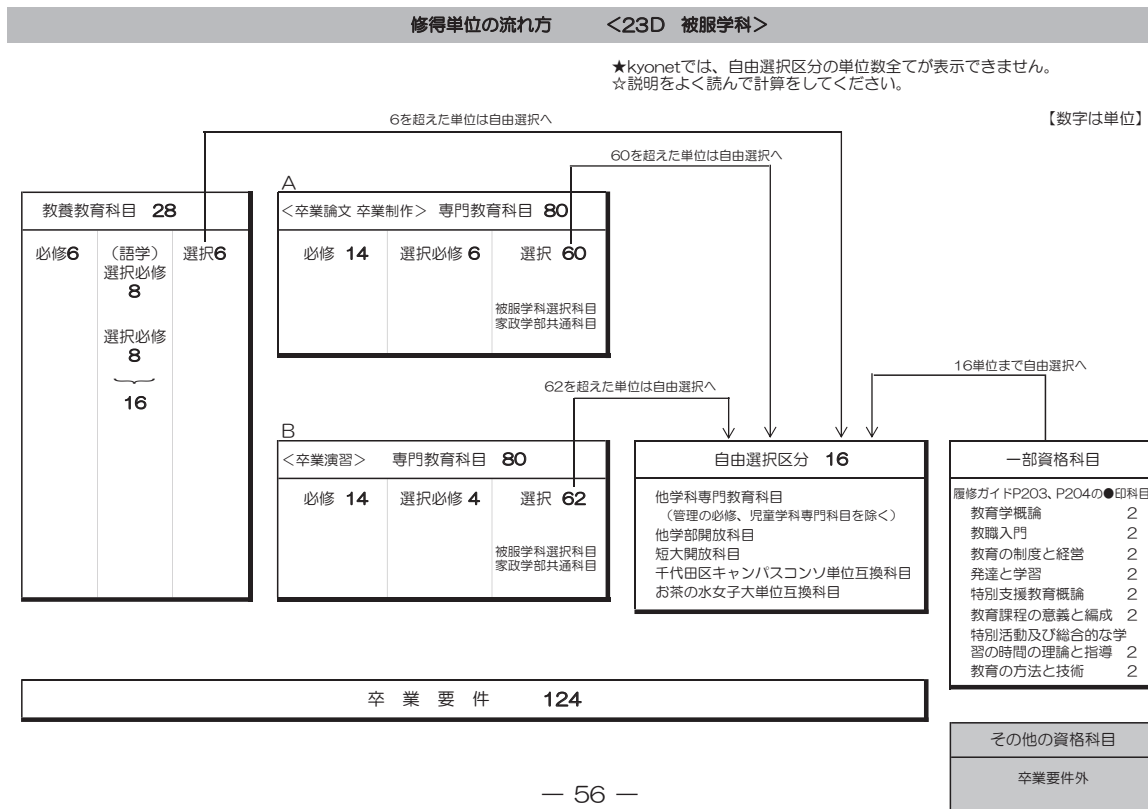 修得単位の流れ方　　<23D　被服学科>
★kyonetでは、自由選択区分の単位数全てが表示できません。
☆説明をよく読んで計算をしてください。
【数字は単位】
6を超えた単位は自由選択へ
60を超えた単位は自由選択へ
教養教育科目　28
必修6
（語学）
選択必修
8
選択必修
8
16
選択6
A
<卒業論文 卒業制作>　専門教育科目　80
必修　14
選択必修 6
選択　60
被服学科選択科目
家政学部共通科目
62を超えた単位は自由選択へ
16単位まで自由選択へ
B
<卒業演習>　専門教育科目　80
必修　14
選択必修 4
選択　62
被服学科選択科目
家政学部共通科目
自由選択区分　16
他学科専門教育科目
（管理の必修、児童学科専門科目を除く）
他学部開放科目
短大開放科目
千代田区キャンパスコンソ単位互換科目
お茶の水女子大単位互換科目
一部資格科目
履修ガイドP203、P204の●印科目
教育学概論　2
教職入門　2
教育の制度と経営　2
発達と学習　2
特別支援教育概論　2
教育課程の意義と編成　2
特別活動及び総合的な学
習の時間の理論と指導　2
教育の方法と技術　2
卒　業　要　件　　124
その他の資格科目
卒業要件外
― 56 ―